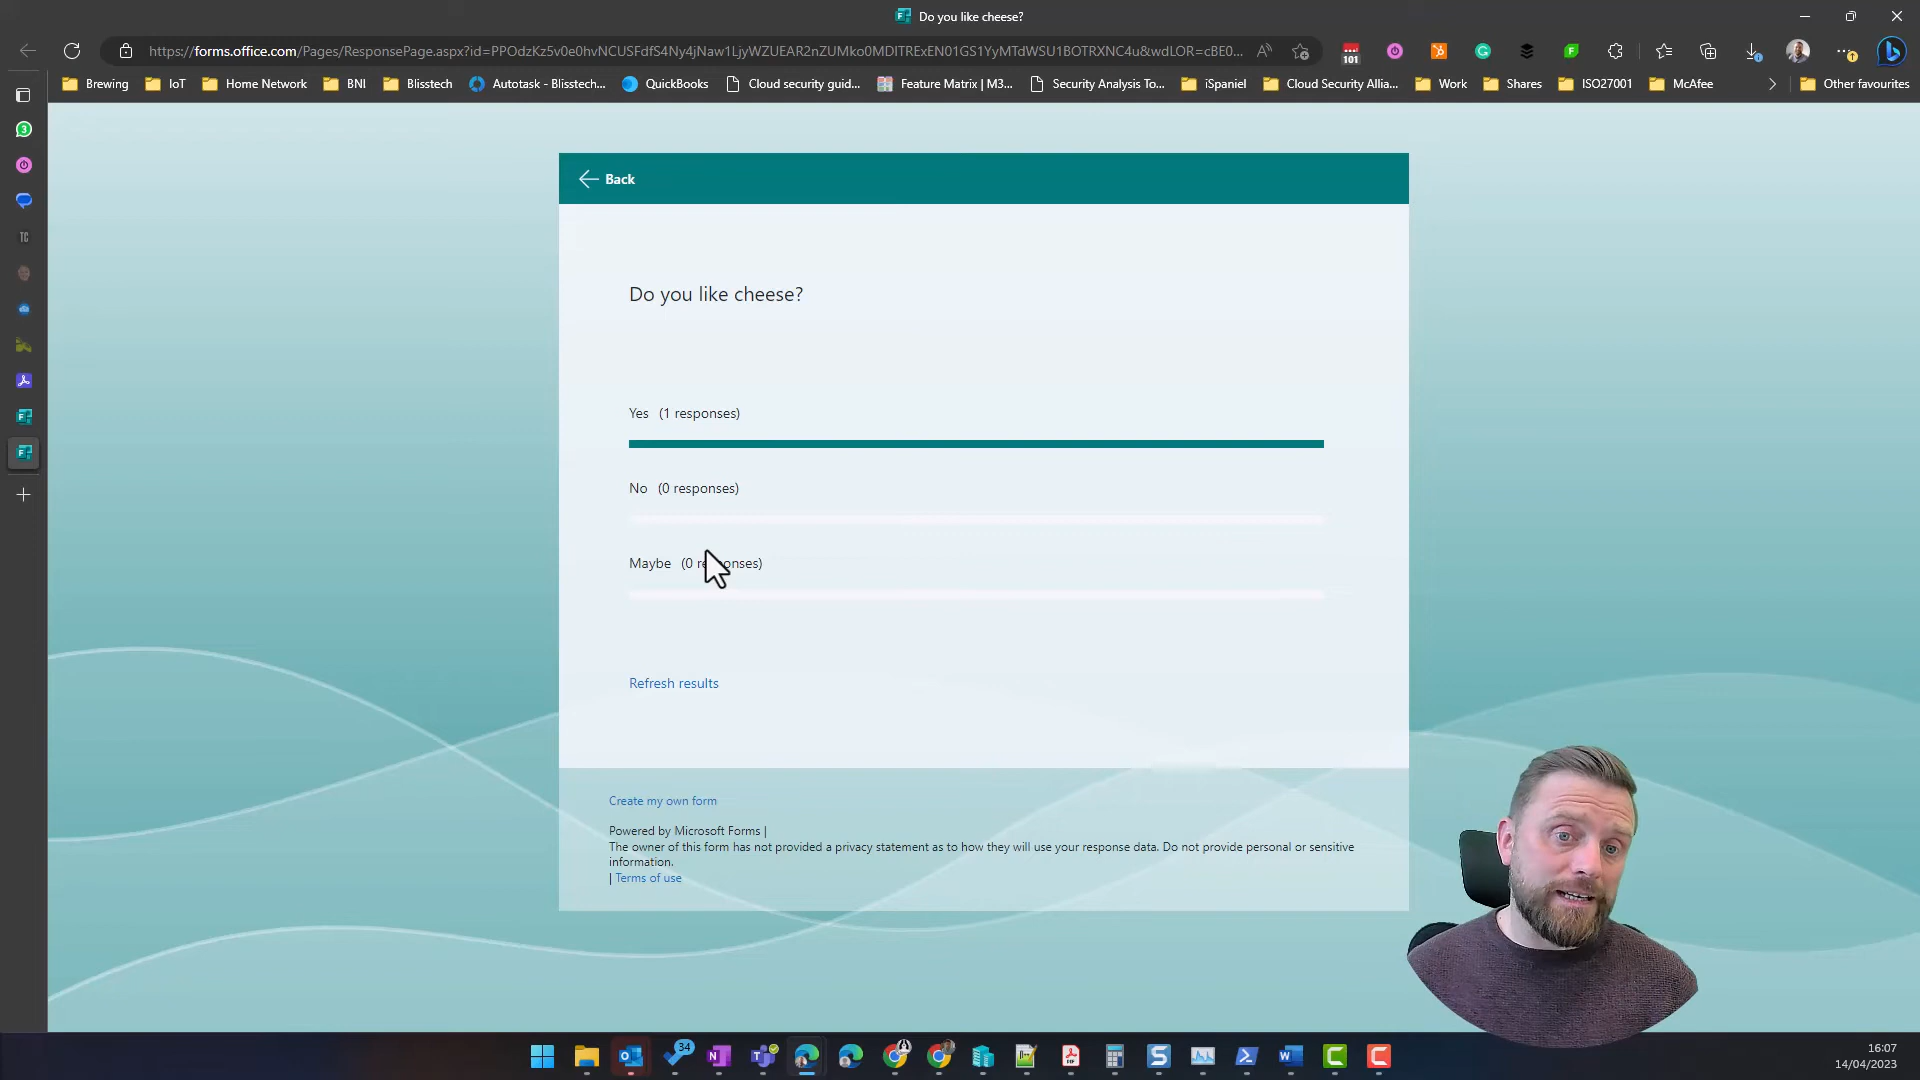 Do you like cheese?
https://forms.office.com/Pages/ResponsePage.aspx?id=PPOdzKz5v0e0hvNCUSFdfS4Ny4jNaw1LjyWZUEAR2nZUMko0MDlTRExEN01GS1YyMTdWSU1BOTRXNC4u&wdLOR=cBE0...
101
Brewing IoT Home Network BNI Blisstech Autotask - Blisstech... QuickBooks Cloud security guid... Feature Matrix | M3... Security Analysis To... iSpaniel Cloud Security Allia... Work Shares ISO27001 McAfee Other favourites
3
TC
Back
Do you like cheese?
Yes (1 responses)
No (0 responses)
Maybe (0 responses)
Refresh results
Create my own form
Powered by Microsoft Forms |
The owner of this form has not provided a privacy statement as to how they will use your response data. Do not provide personal or sensitive
information.
| Terms of use
34
16:07
14/04/2023